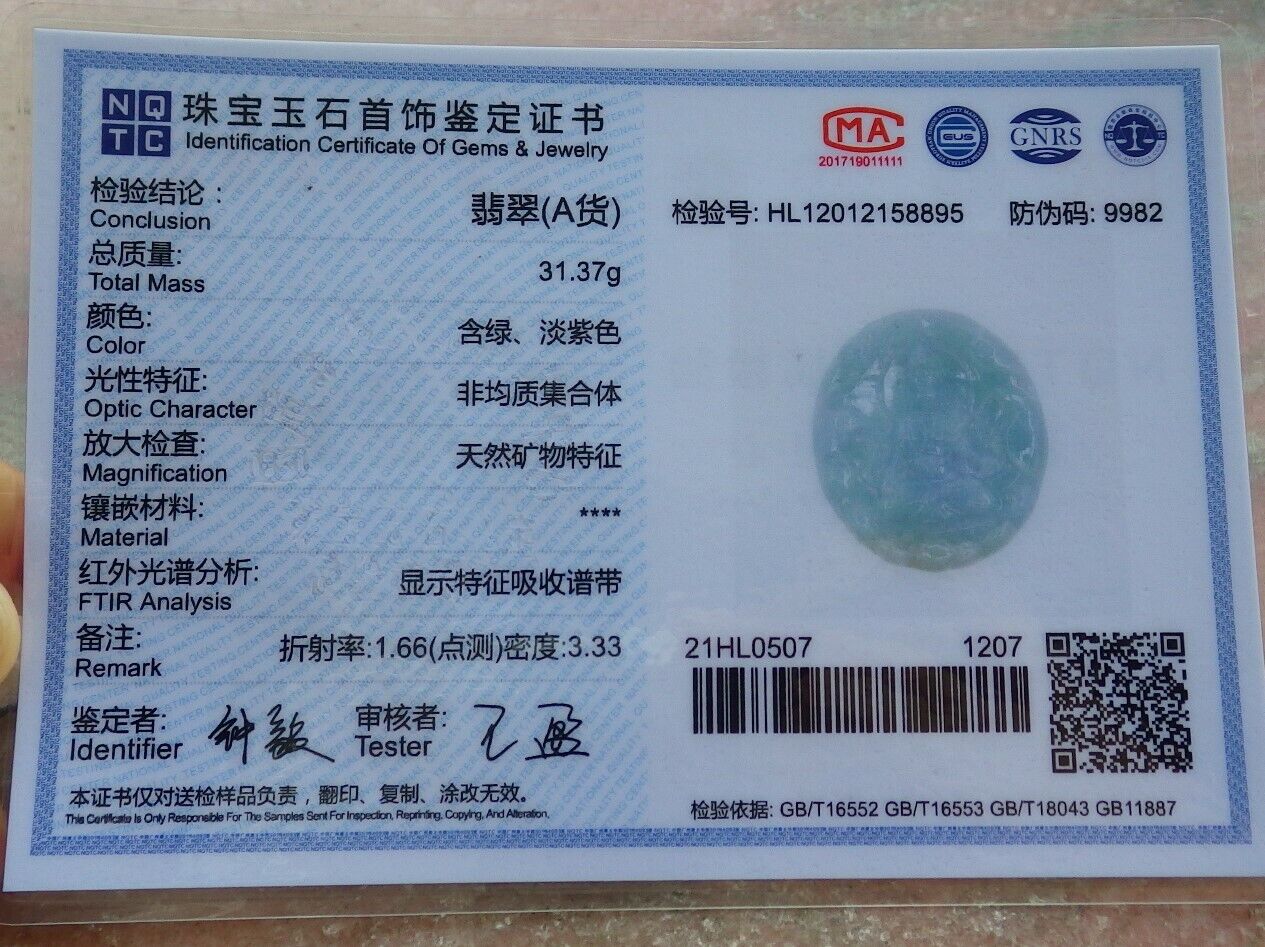 NQ
TC
珠宝玉石首饰鉴定证书
Identification Certificate Of Gems & Jewelry
MA
201719011111
GNRS
检验结论：
Conclusion
翡翠(A货)
总质量:
Total Mass
31.37g
颜色:
Color
含绿、淡紫色
光性特征:
Optic Character
非均质集合体
放大检查:
Magnification
天然矿物特征
镶嵌材料:
Material
****
红外光谱分析:
FTIR Analysis
显示特征吸收谱带
备注:
Remark
折射率:1.66(点测)密度:3.33
鉴定者:
Identifier
审核者:
Tester
本证书仅对送检样品负责，翻印、复制、涂改无效。
This Certificate Is Only Responsible For The Samples Sent For Inspection, Reprinting, Copying, And Alteration.
检验号: HL12012158895 防伪码: 9982
21HL0507 1207
检验依据: GB/T16552 GB/T16553 GB/T18043 GB11887